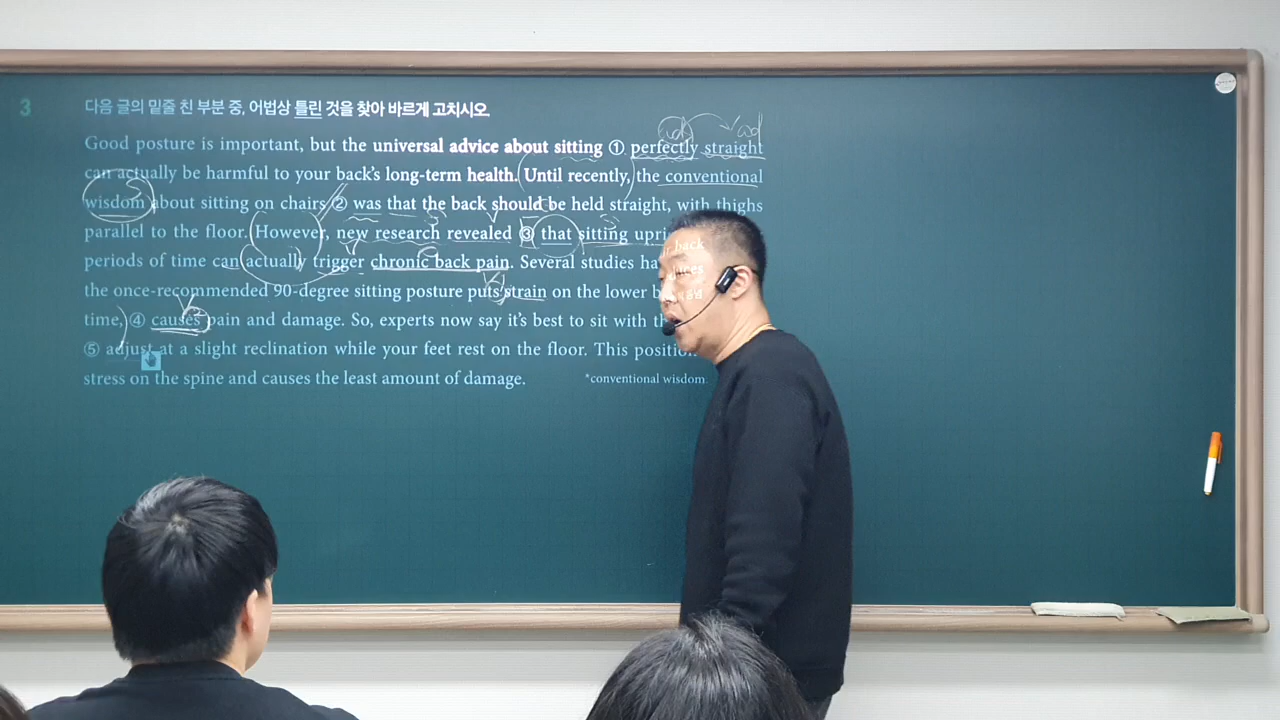 3 다음 글의 밑줄 친 부분 중, 어법상 틀린 것을 찾아 바르게 고치시오.
Good posture is important, but the universal advice about sitting ① perfectly straight
can actually be harmful to your back's long-term health. Until recently, the conventional
wisdom about sitting on chairs ② was that the back should be held straight, with thighs
parallel to the floor. However, new research revealed ③ that sitting upri
periods of time can actually trigger chronic back pain. Several studies ha
the once-recommended 90-degree sitting posture puts strain on the lower b
time, ④ causes pain and damage. So, experts now say it's best to sit with th r back
⑤ adjust at a slight reclination while your feet rest on the floor. This position
stress on the spine and causes the least amount of damage. *conventional wisdom